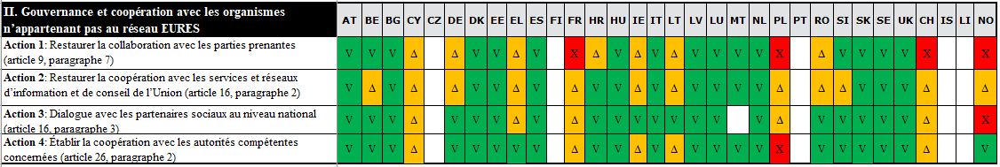 II. Gouvernance et coopération avec les organismes
n’appartenant pas au réseau EURES
AT BE BG CY CZ DE DK EE EL ES FI FR HR HU IE IT LT LV LU MT NL PL PT RO SI SK SE UK CH IS LI NO
Action 1: Restaurer la collaboration avec les parties prenantes
(article 9, paragraphe 7)
V V V Δ Δ V V Δ V X Δ V Δ V Δ V V V V X Δ V V V V X X
Action 2: Restaurer la coopération avec les services et réseaux
d’information et de conseil de l’Union (article 16, paragraphe 2)
V Δ V Δ Δ V V Δ V Δ V V Δ V Δ V V V V Δ Δ Δ V V V Δ Δ
Action 3: Dialogue avec les partenaires sociaux au niveau national
(article 16, paragraphe 3)
V V V Δ V V V Δ V Δ V V V V V V V V Δ V V V V V Δ X
Action 4: Établir la coopération avec les autorités compétentes
concernées (article 26, paragraphe 2)
V V V Δ V V V V V Δ V V Δ V Δ V V V V X V V V V V Δ V